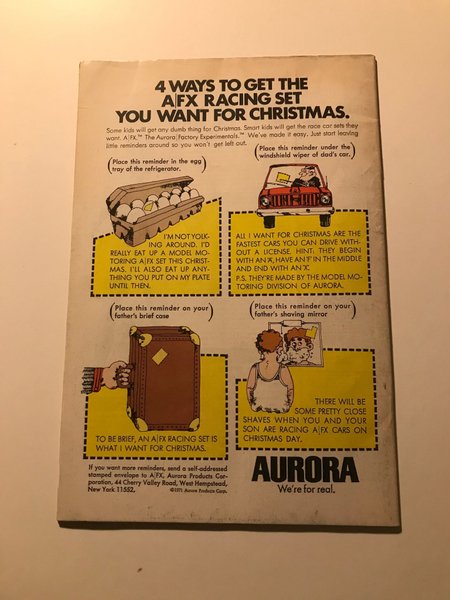 4 WAYS TO GET THE
A/FX RACING SET
YOU WANT FOR CHRISTMAS.
Some kids will get any dumb thing for Christmas. Smart kids will get the race car sets they
want. A/FX.™ The Aurora Factory Experimentals.™ We've made it easy. Just start leaving
little reminders around so you won't get left out.
(Place this reminder in the egg
tray of the refrigerator.)
I'M NOT YOLK-
ING AROUND. I'D
REALLY EAT UP A MODEL MO-
TORING A/FX SET THIS CHRIST-
MAS. I'LL ALSO EAT UP ANY-
THING YOU PUT ON MY PLATE
UNTIL THEN.
(Place this reminder under the
windshield wiper of dad's car.)
ALL I WANT FOR CHRISTMAS ARE THE
FASTEST CARS YOU CAN DRIVE WITH-
OUT A LICENSE. HINT: THEY BEGIN
WITH AN 'A', HAVE AN 'F' IN THE MIDDLE
AND END WITH AN 'X'.
P.S. THEY'RE MADE BY THE MODEL MO-
TORING DIVISION OF AURORA.
(Place this reminder on your
father's brief case)
TO BE BRIEF, AN A/FX RACING SET IS
WHAT I WANT FOR CHRISTMAS.
(Place this reminder on your
father's shaving mirror)
THERE WILL BE
SOME PRETTY CLOSE
SHAVES WHEN YOU AND YOUR
SON ARE RACING A/FX CARS ON
CHRISTMAS DAY.
If you want more reminders, send a self-addressed
stamped envelope to A/FX, Aurora Products Cor-
poration, 44 Cherry Valley Road, West Hempstead,
New York 11552. ©1971 Aurora Products Corp.
AURORA
We're for real.